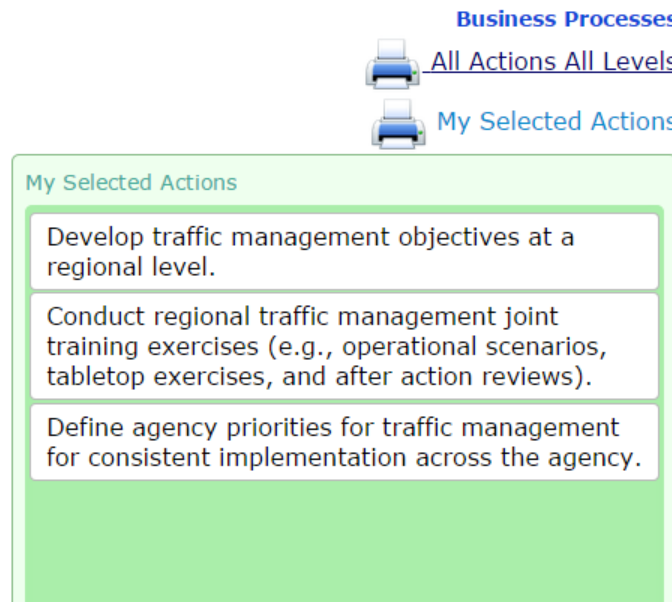 Business Processes
All Actions All Levels
My Selected Actions
My Selected Actions
Develop traffic management objectives at a
regional level.
Conduct regional traffic management joint
training exercises (e.g., operational scenarios,
tabletop exercises, and after action reviews).
Define agency priorities for traffic management
for consistent implementation across the agency.